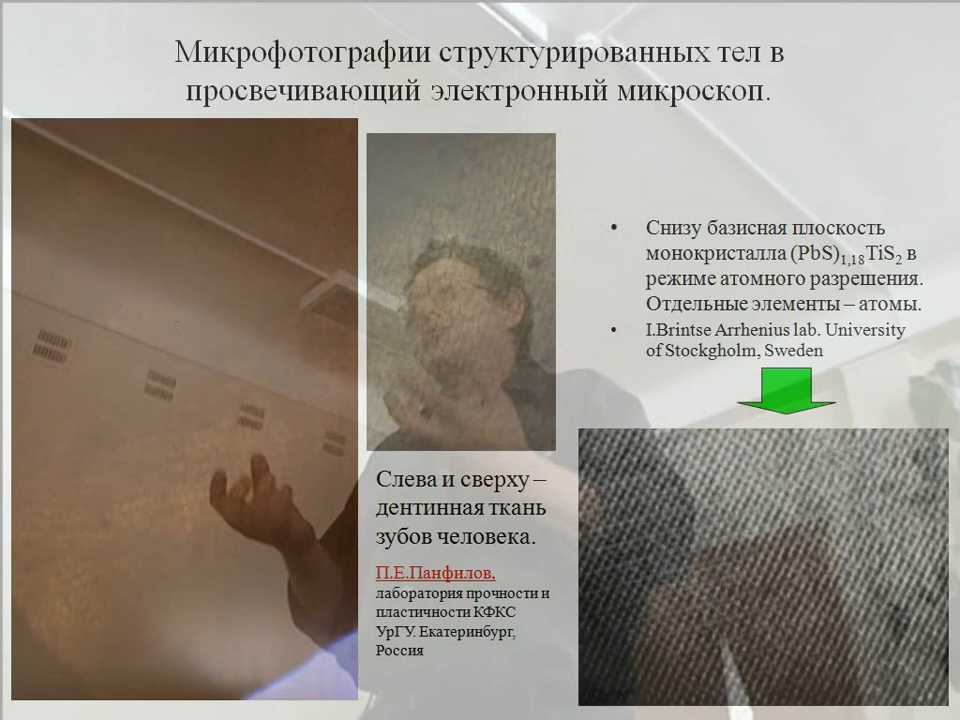 Микрофотографии структурированных тел в
просвечивающий электронный микроскоп.
• Снизу базисная плоскость
монокристалла (PbS)1,18TiS2 в
режиме атомного разрешения.
Отдельные элементы – атомы.
• I.Brintse Arrhenius lab. University
of Stockgholm, Sweden
Слева и сверху –
дентинная ткань
зубов человека.
П.Е.Панфилов,
лаборатория прочности и
пластичности КФКС
УрГУ. Екатеринбург,
Россия